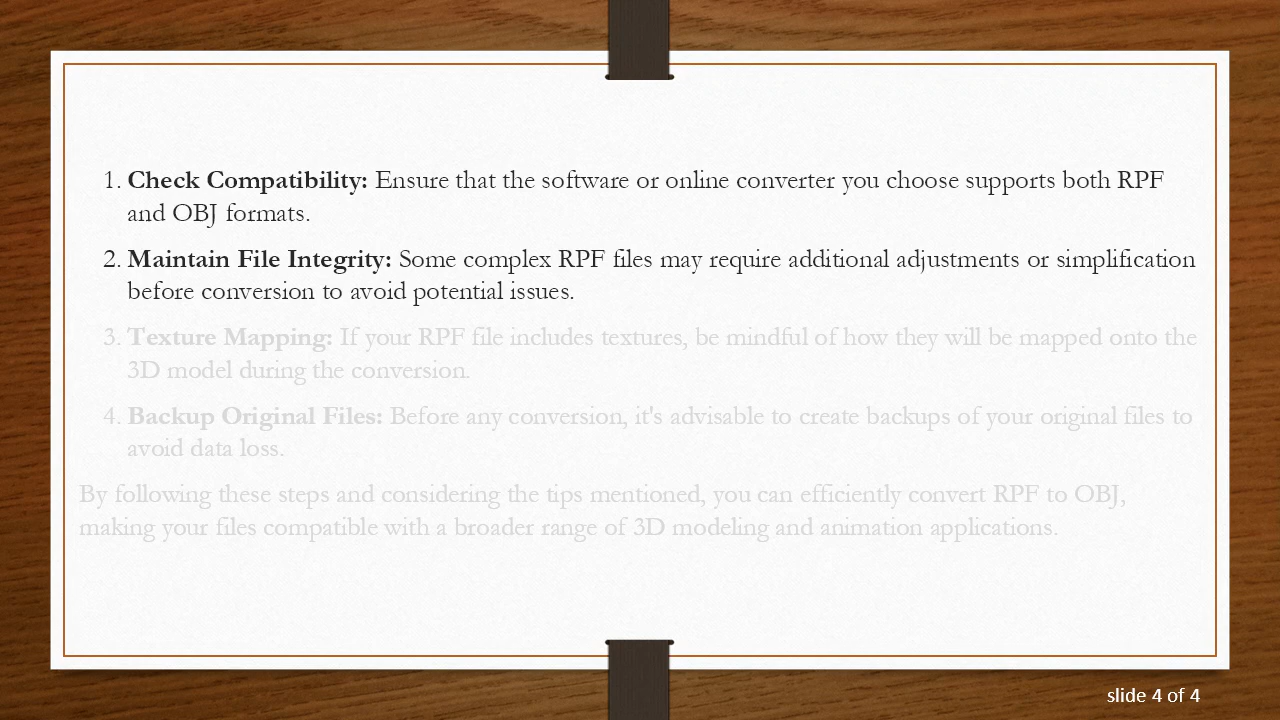 1. Check Compatibility: Ensure that the software or online converter you choose supports both RPF
and OBJ formats.
2. Maintain File Integrity: Some complex RPF files may require additional adjustments or simplification
before conversion to avoid potential issues.
3. Texture Mapping: If your RPF file includes textures, be mindful of how they will be mapped onto the
3D model during the conversion.
4. Backup Original Files: Before any conversion, it's advisable to create backups of your original files to
avoid data loss.
By following these steps and considering the tips mentioned, you can efficiently convert RPF to OBJ,
making your files compatible with a broader range of 3D modeling and animation applications.
slide 4 of 4